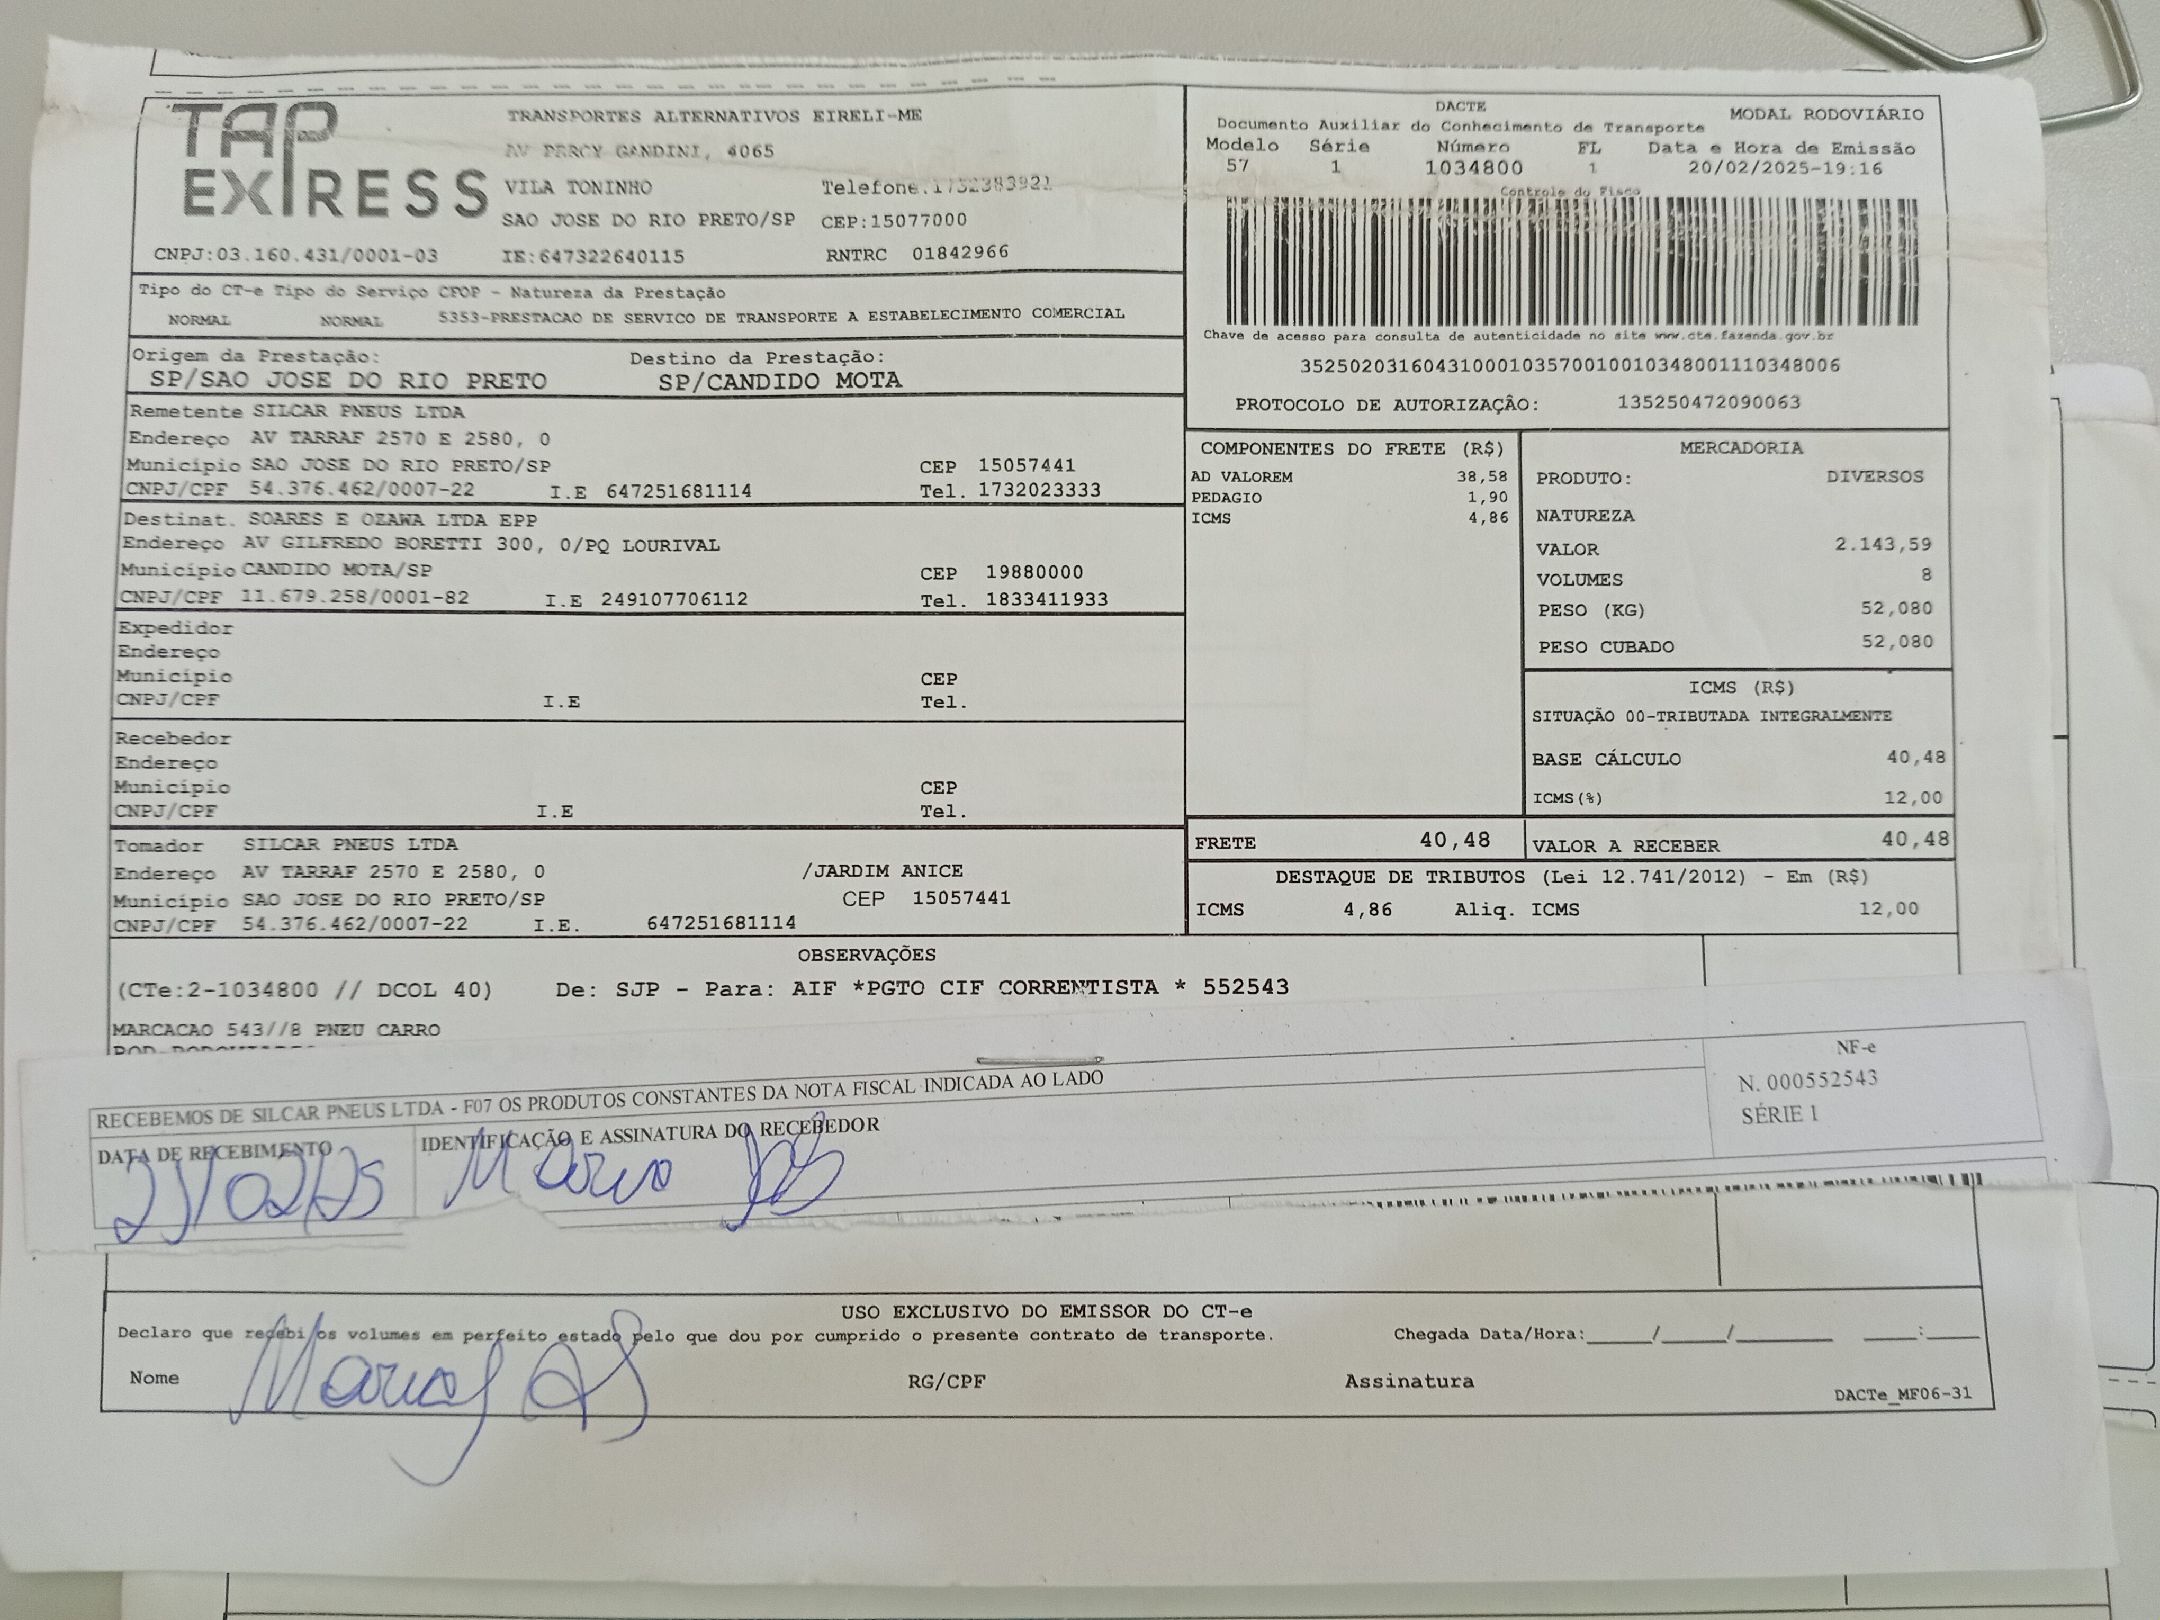 TAP EXPRESS
TRANSPORTES ALTERNATIVOS EIRELI-ME
AV PERCY GANDINI, 4065
VILA TONINHO Telefone.1732383921
SAO JOSE DO RIO PRETO/SP CEP:15077000
CNPJ:03.160.431/0001-03 IE:647322640115 RNTRC 01842966
DACTE MODAL RODOVIÁRIO
Documento Auxiliar do Conhecimento de Transporte
Modelo Série Número FL Data e Hora de Emissão
57 1 1034800 1 20/02/2025-19:16
Controle do Fisco
Chave de acesso para consulta de autenticidade no site www.cte.fazenda.gov.br
35250203160431000103570010010348001110348006
PROTOCOLO DE AUTORIZAÇÃO: 135250472090063
Tipo do CT-e Tipo do Serviço CFOP - Natureza da Prestação
NORMAL NORMAL 5353-PRESTACAO DE SERVICO DE TRANSPORTE A ESTABELECIMENTO COMERCIAL
Origem da Prestação: Destino da Prestação:
SP/SAO JOSE DO RIO PRETO SP/CANDIDO MOTA
Remetente SILCAR PNEUS LTDA
Endereço AV TARRAF 2570 E 2580, 0
Município SAO JOSE DO RIO PRETO/SP CEP 15057441
CNPJ/CPF 54.376.462/0007-22 I.E 647251681114 Tel. 1732023333
Destinat. SOARES E OZAWA LTDA EPP
Endereço AV GILFREDO BORETTI 300, 0/PQ LOURIVAL
Município CANDIDO MOTA/SP CEP 19880000
CNPJ/CPF 11.679.258/0001-82 I.E 249107706112 Tel. 1833411933
Expedidor
Endereço
Município CEP
CNPJ/CPF I.E Tel.
Recebedor
Endereço
Município CEP
CNPJ/CPF I.E Tel.
Tomador SILCAR PNEUS LTDA
Endereço AV TARRAF 2570 E 2580, 0 /JARDIM ANICE
Município SAO JOSE DO RIO PRETO/SP CEP 15057441
CNPJ/CPF 54.376.462/0007-22 I.E. 647251681114
COMPONENTES DO FRETE (R$)
AD VALOREM 38,58
PEDAGIO 1,90
ICMS 4,86
MERCADORIA
PRODUTO: DIVERSOS
NATUREZA
VALOR 2.143,59
VOLUMES 8
PESO (KG) 52,080
PESO CUBADO 52,080
ICMS (R$)
SITUAÇÃO 00-TRIBUTADA INTEGRALMENTE
BASE CÁLCULO 40,48
ICMS(%) 12,00
FRETE 40,48 VALOR A RECEBER 40,48
DESTAQUE DE TRIBUTOS (Lei 12.741/2012) - Em (R$)
ICMS 4,86 Aliq. ICMS 12,00
OBSERVAÇÕES
(CTe:2-1034800 // DCOL 40) De: SJP - Para: AIF *PGTO CIF CORRENTISTA * 552543
MARCACAO 543//8 PNEU CARRO
RECEBEMOS DE SILCAR PNEUS LTDA - F07 OS PRODUTOS CONSTANTES DA NOTA FISCAL INDICADA AO LADO
DATA DE RECEBIMENTO IDENTIFICAÇÃO E ASSINATURA DO RECEBEDOR
NF-e
N. 000552543
SÉRIE 1
USO EXCLUSIVO DO EMISSOR DO CT-e
Declaro que recebi os volumes em perfeito estado pelo que dou por cumprido o presente contrato de transporte. Chegada Data/Hora:____/____/______ ___:___
Nome RG/CPF Assinatura
DACTe_MF06-31